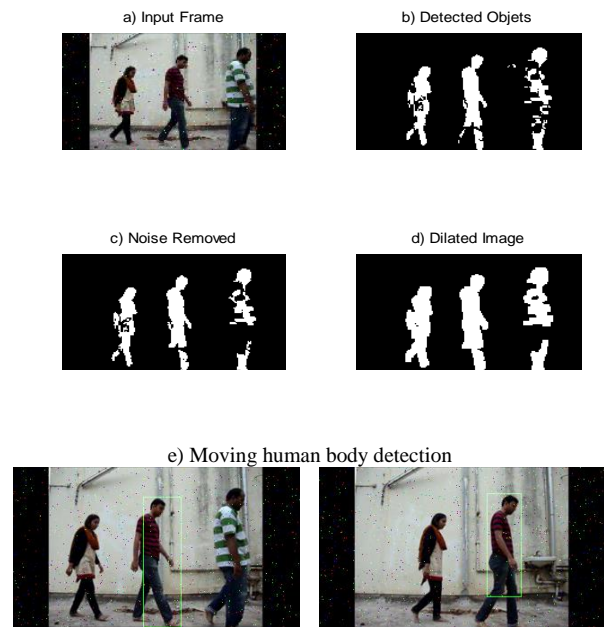 a) Input Frame
b) Detected Objets
c) Noise Removed
d) Dilated Image
e) Moving human body detection